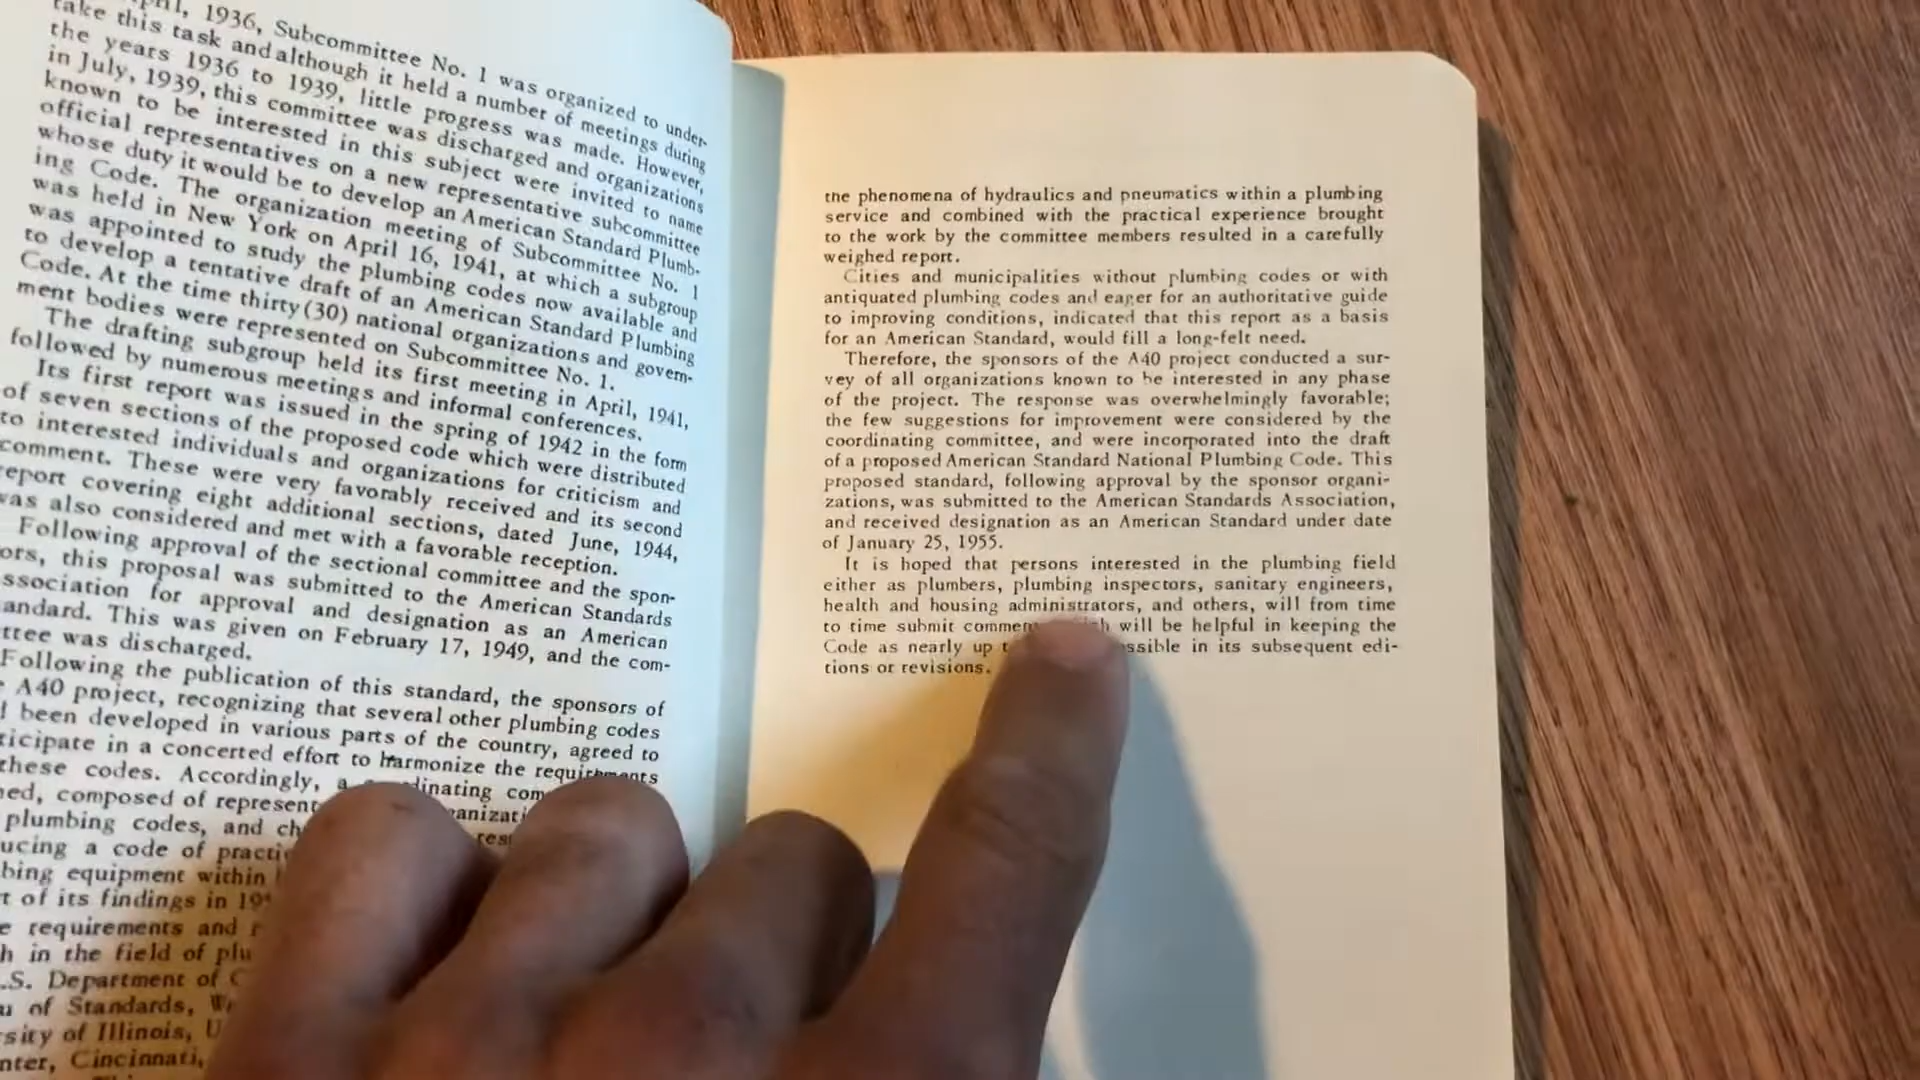 1936, Subcommittee No. 1 was organized to under-
take this task and although it held a number of meetings during
the years 1936 to 1939, little progress was made. However,
in July, 1939, this committee was discharged and organizations
known to be interested in this subject were invited to name
official representatives on a new representative subcommittee
whose duty it would be to develop an American Standard Plumb-
ing Code. The organization meeting of Subcommittee No. 1
was held in New York on April 16, 1941, at which a subgroup
was appointed to study the plumbing codes now available and
to develop a tentative draft of an American Standard Plumbing
Code. At the time thirty (30) national organizations and govern-
ment bodies were represented on Subcommittee No. 1.
The drafting subgroup held its first meeting in April, 1941,
followed by numerous meetings and informal conferences.
Its first report was issued in the spring of 1942 in the form
of seven sections of the proposed code which were distributed
to interested individuals and organizations for criticism and
comment. These were very favorably received and its second
report covering eight additional sections, dated June, 1944,
was also considered and met with a favorable reception.
Following approval of the sectional committee and the spon-
ors, this proposal was submitted to the American Standards
ssociation for approval and designation as an American
andard. This was given on February 17, 1949, and the com-
ttee was discharged.
Following the publication of this standard, the sponsors of
A40 project, recognizing that several other plumbing codes
been developed in various parts of the country, agreed to
ticipate in a concerted effort to harmonize the requirements
these codes. Accordingly, a
composed of
plumbing codes, and
ucing a code of
bing equipment within
of its findings in
requirements and
in the field of
.S. Department of
of Standards,
sity of Illinois,
nter, Cincinnati,
the phenomena of hydraulics and pneumatics within a plumbing
service and combined with the practical experience brought
to the work by the committee members resulted in a carefully
weighed report.
Cities and municipalities without plumbing codes or with
antiquated plumbing codes and eager for an authoritative guide
to improving conditions, indicated that this report as a basis
for an American Standard, would fill a long-felt need.
Therefore, the sponsors of the A40 project conducted a sur-
vey of all organizations known to be interested in any phase
of the project. The response was overwhelmingly favorable;
the few suggestions for improvement were considered by the
coordinating committee, and were incorporated into the draft
of a proposed American Standard National Plumbing Code. This
proposed standard, following approval by the sponsor organi-
zations, was submitted to the American Standards Association,
and received designation as an American Standard under date
of January 25, 1955.
It is hoped that persons interested in the plumbing field
either as plumbers, plumbing inspectors, sanitary engineers,
health and housing administrators, and others, will from time
to time submit will be helpful in keeping the
Code as nearly up in its subsequent edi-
tions or revisions.